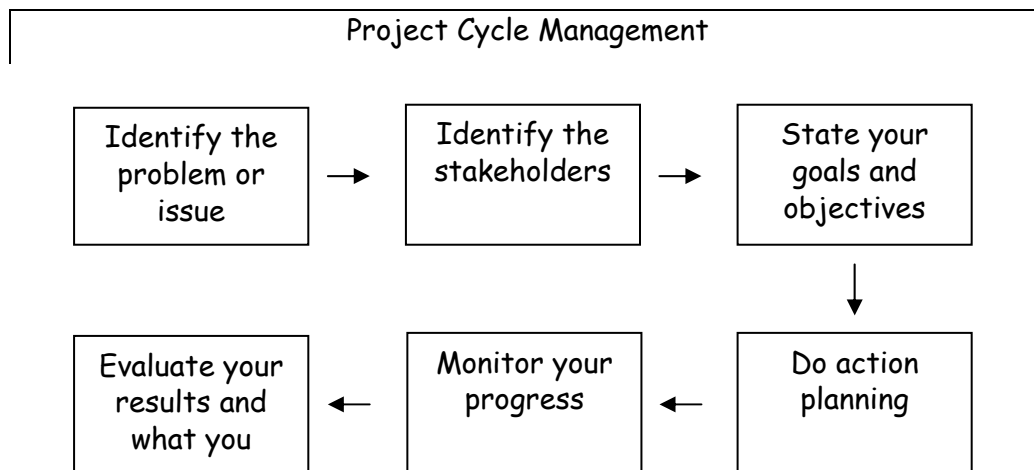 Project Cycle Management
Identify the
problem or
issue
Identify the
stakeholders
State your
goals and
objectives
Do action
planning
Monitor your
progress
Evaluate your
results and
what you